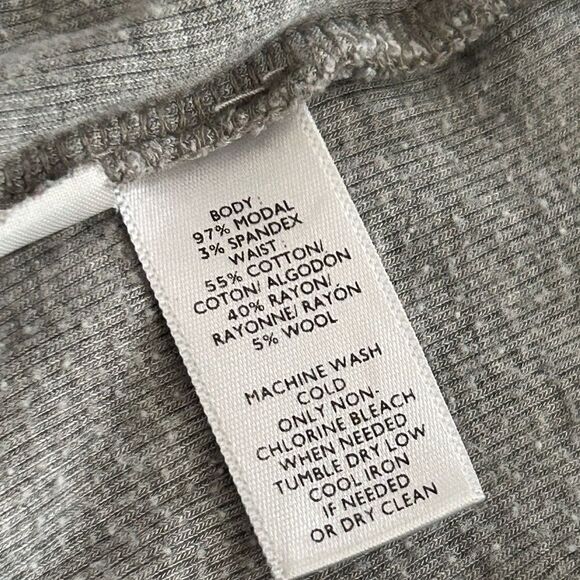 BODY :
97% MODAL
3% SPANDEX
WAIST :
55% COTTON/
COTON/ ALGODON
40% RAYON/
RAYONNE/ RAYÓN
5% WOOL
MACHINE WASH
COLD
ONLY NON-
CHLORINE BLEACH
WHEN NEEDED
TUMBLE DRY LOW
COOL IRON
IF NEEDED
OR DRY CLEAN